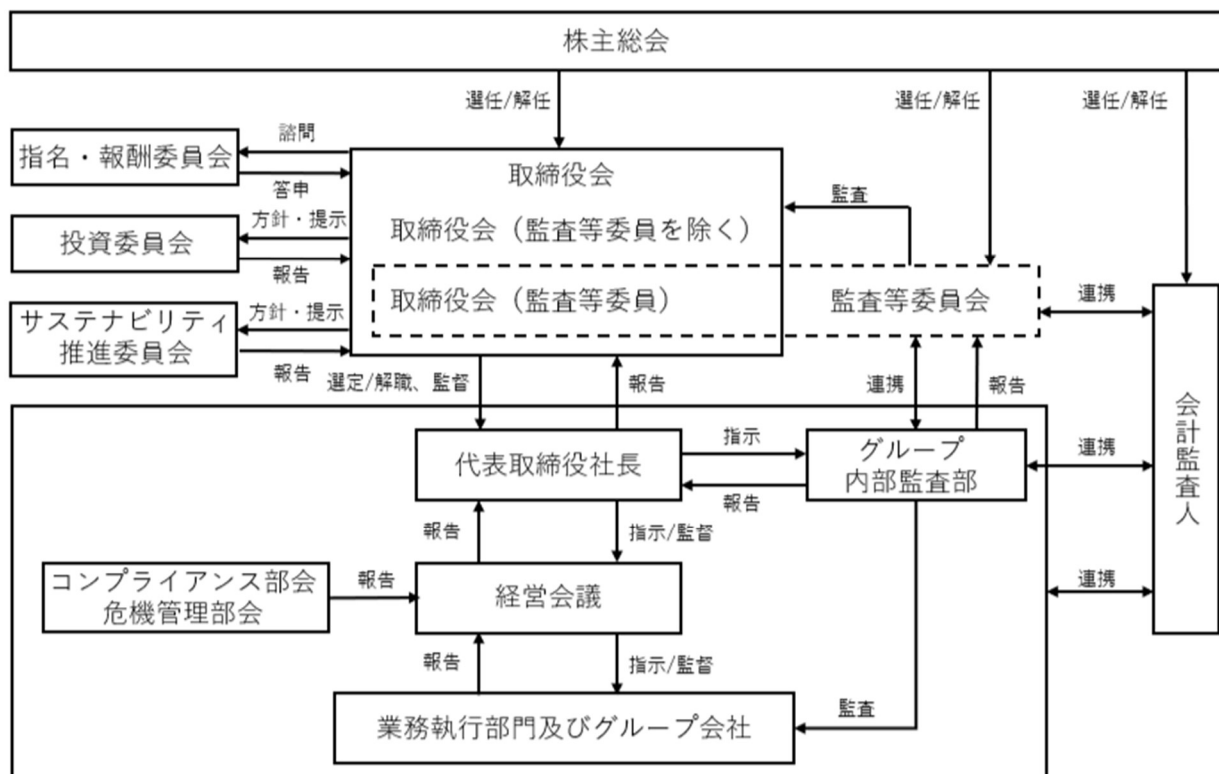 株主総会
選任/解任
選任/解任
選任/解任
諮問
指名・報酬委員会
答申
取締役会
監査
方針・提示
取締役会（監査等委員を除く）
投資委員会
報告
取締役会（監査等委員）
監査等委員会
連携
方針・提示
サステナビリティ
推進委員会
報告
選定/解職、監督
報告
連携
報告
会計監査人
代表取締役社長
指示
報告
グループ
内部監査部
連携
報告
指示/監督
コンプライアンス部会
危機管理部会
報告
経営会議
連携
報告
指示/監督
業務執行部門及びグループ会社
監査